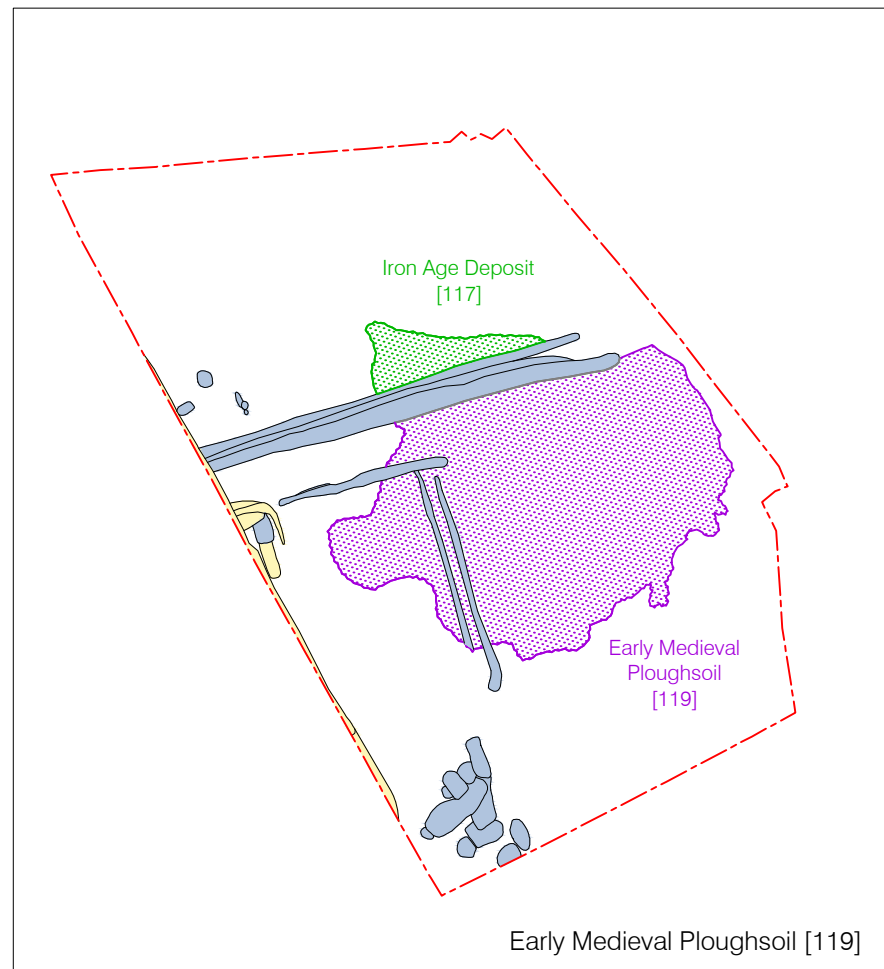 Iron Age Deposit
[117]
Early Medieval
Ploughsoil
[119]
Early Medieval Ploughsoil [119]